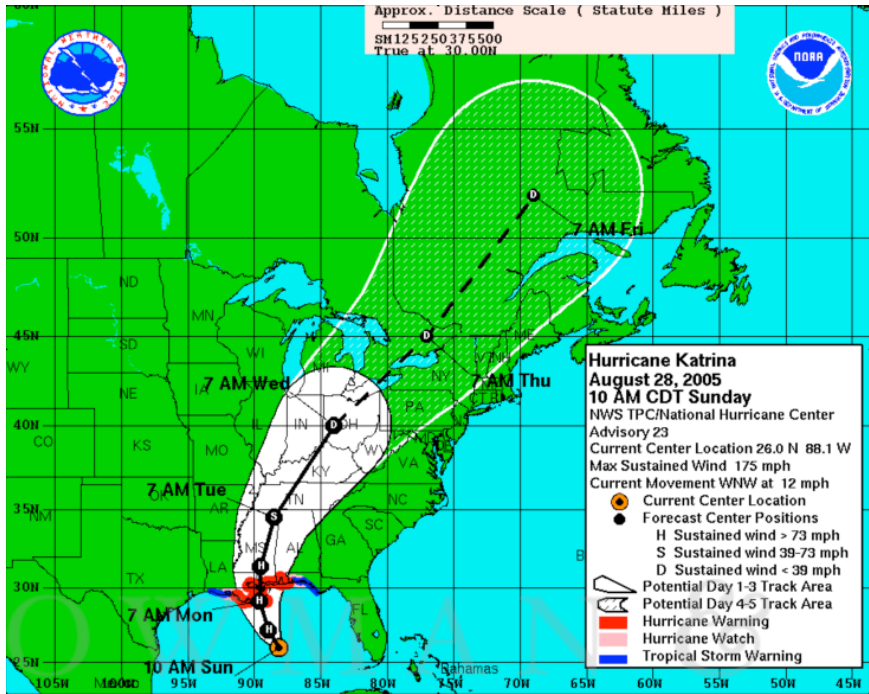 Approx. Distance Scale ( Statute Miles )
SM125250 375500
True at 30.00N
NATIONAL WEATHER SERVICE
NOAA
55N
50N
7 AM Fri
ND
MN
45N
ME
WI
VT NH
SD
WY
MI
NY
7 AM Wed
7 AM Thu
NE
IA
CT
PA
40N
IL
IN
OH
CO
KS
MO
WV
VA
KY
7 AM Tue
35N
OK
AR
TN
NC
NM
SC
MS
AL
GA
30N
TX
LA
7 AM Mon
FL
10 AM Sun
25N
Bahamas
105W 100W 95W 90W 85W 80W 75W 70W 65W 60W 55W 50W 45W
Hurricane Katrina
August 28, 2005
10 AM CDT Sunday
NWS TPC/National Hurricane Center
Advisory 23
Current Center Location 26.0 N 88.1 W
Max Sustained Wind 175 mph
Current Movement WNW at 12 mph
Current Center Location
Forecast Center Positions
H Sustained wind > 73 mph
S Sustained wind 39-73 mph
D Sustained wind < 39 mph
Potential Day 1-3 Track Area
Potential Day 4-5 Track Area
Hurricane Warning
Hurricane Watch
Tropical Storm Warning
D
D
D
S
H
H
H